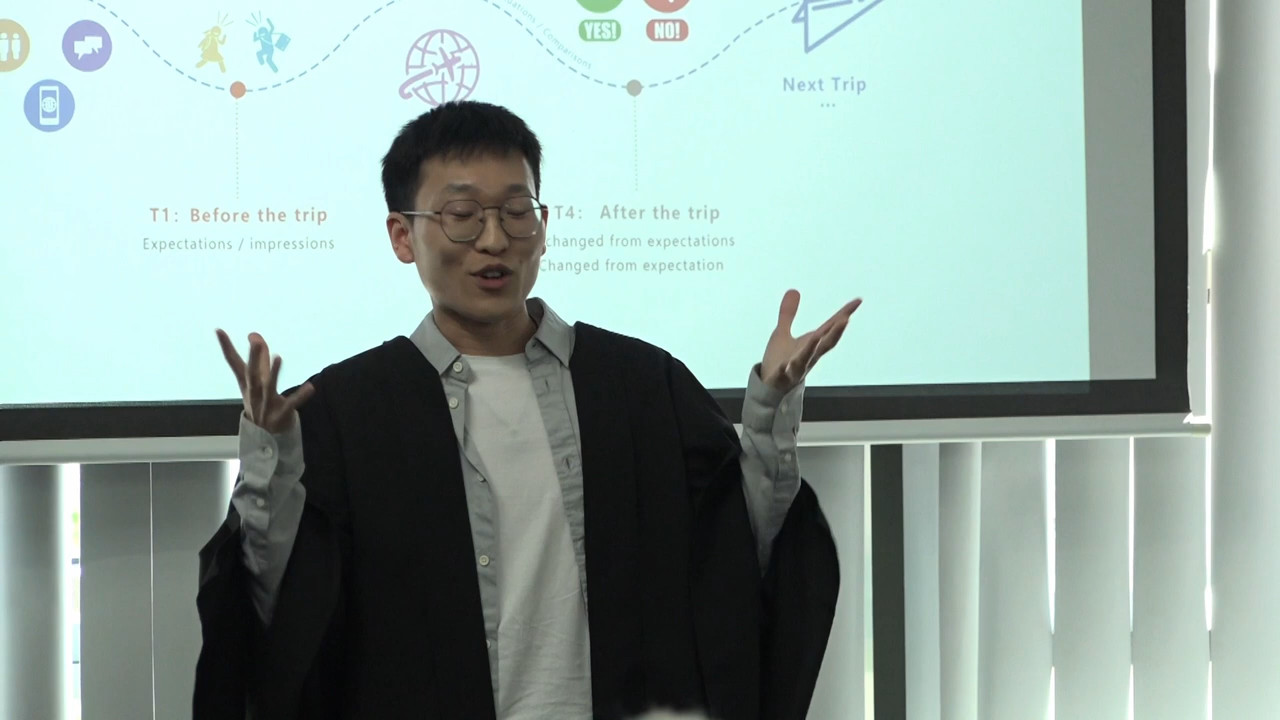 YES!
NO!
Comparisons
Next Trip
...
T1: Before the trip
Expectations / impressions
T4: After the trip
changed from expectations
Changed from expectation